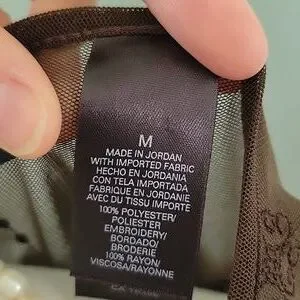 M
MADE IN JORDAN
WITH IMPORTED FABRIC
HECHO EN JORDANIA
CON TELA IMPORTADA
FABRIQUE EN JORDANIE
AVEC DU TISSU IMPORTE
100% POLYESTER/
POLIESTER
EMBROIDERY/
BORDADO/
BRODERIE
100% RAYON/
VISCOSA/RAYONNE